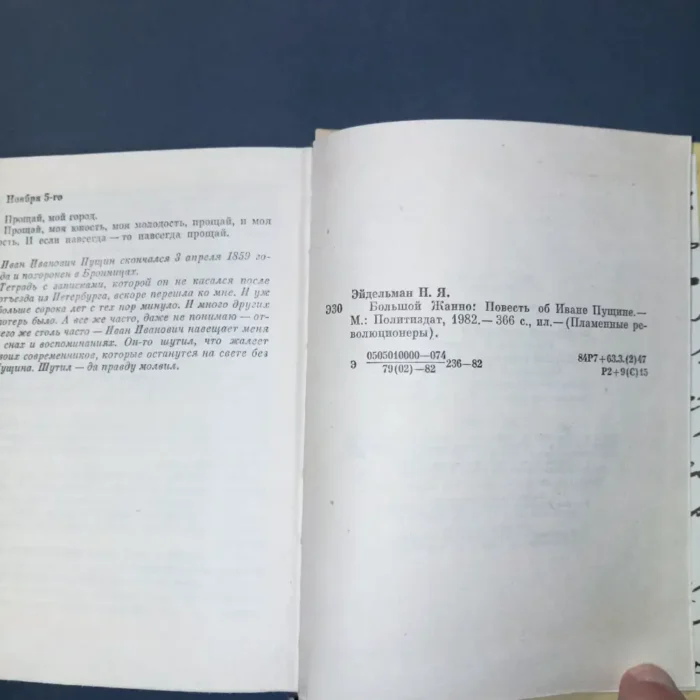 Ноября 5-го
Прощай, мой город.
Прощай, моя юность, моя молодость, прощай, и моя
ость. И если навсегда — то навсегда прощай.
Иван Иванович Пущин скончался 3 апреля 1859 го-
да и похоронен в Бронницах.
Тетрадь с записками, которой он не касался после
отъезда из Петербурга, вскоре перешла ко мне. И уже
больше сорока лет с тех пор минуло. И много других
потерь было. А все же часто, даже не понимаю — от-
чего же столь часто — Иван Иванович навещает меня
снах и воспоминаниях. Он-то шутил, что жалеет
своих современников, которые останутся на свете без
Пущина. Шутил — да правду молвил.
Эйдельман Н. Я.
Э30 Большой Жанно: Повесть об Иване Пущине.—
М.: Политиздат, 1982.— 366 с., ил.— (Пламенные ре-
волюционеры).
Э 0505010000—074 236—82 84Р7+63.3.(2)47
79(02)—82 Р2+9(С)15